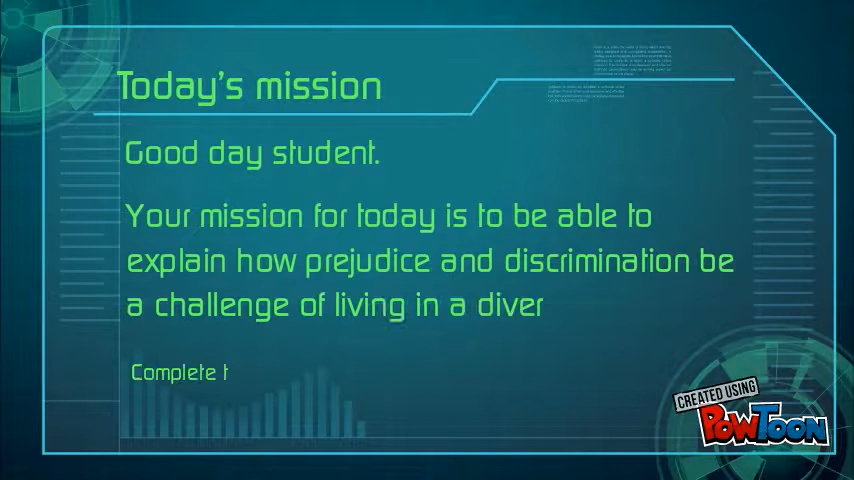 Today's mission
Good day student.
Your mission for today is to be able to
explain how prejudice and discrimination be
a challenge of living in a diver
Complete t
CREATED USING
POWTOON